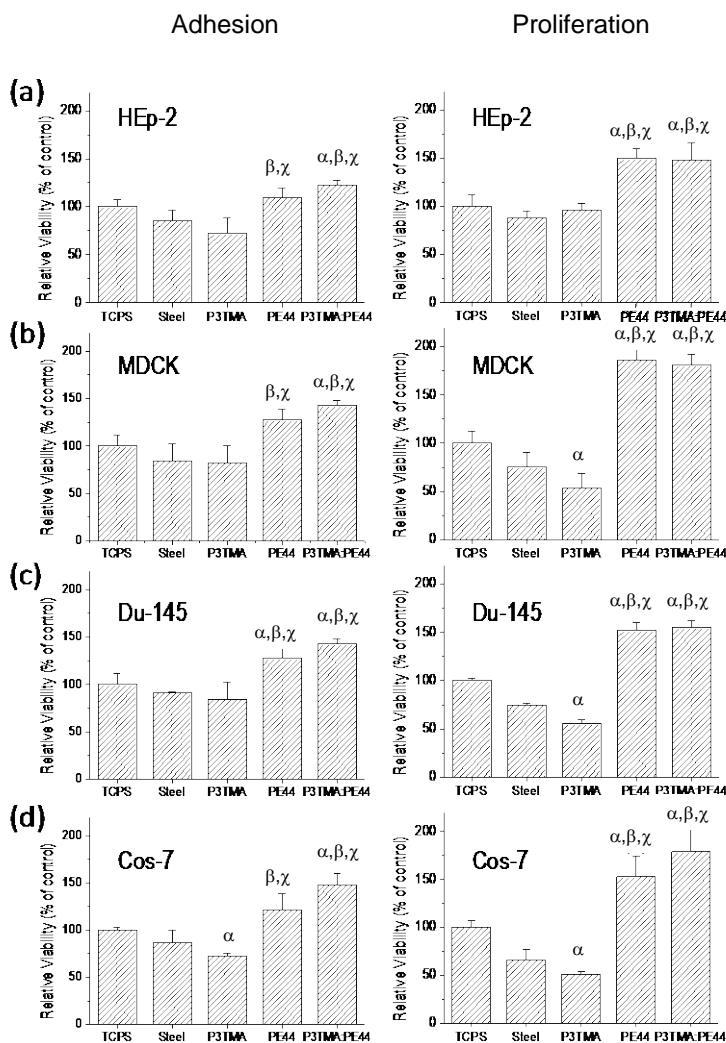 Adhesion Proliferation
(a)
HEp-2
Relative Viability (% of control)
200
150
100
50
0
β,χ
α,β,χ
TCPS Steel P3TMA PE44 P3TMA:PE44
HEp-2
Relative Viability (% of control)
200
150
100
50
0
α,β,χ
α,β,χ
TCPS Steel P3TMA PE44 P3TMA:PE44
(b)
MDCK
Relative Viability (% of control)
200
150
100
50
0
β,χ
α,β,χ
TCPS Steel P3TMA PE44 P3TMA:PE44
MDCK
Relative Viability (% of control)
200
150
100
50
0
α
α,β,χ
α,β,χ
TCPS Steel P3TMA PE44 P3TMA:PE44
(c)
Du-145
Relative Viability (% of control)
200
150
100
50
0
α,β,χ
α,β,χ
TCPS Steel P3TMA PE44 P3TMA:PE44
Du-145
Relative Viability (% of control)
200
150
100
50
0
α
α,β,χ
α,β,χ
TCPS Steel P3TMA PE44 P3TMA:PE44
(d)
Cos-7
Relative Viability (% of control)
200
150
100
50
0
α
β,χ
α,β,χ
TCPS Steel P3TMA PE44 P3TMA:PE44
Cos-7
Relative Viability (% of control)
200
150
100
50
0
α
α,β,χ
α,β,χ
TCPS Steel P3TMA PE44 P3TMA:PE44